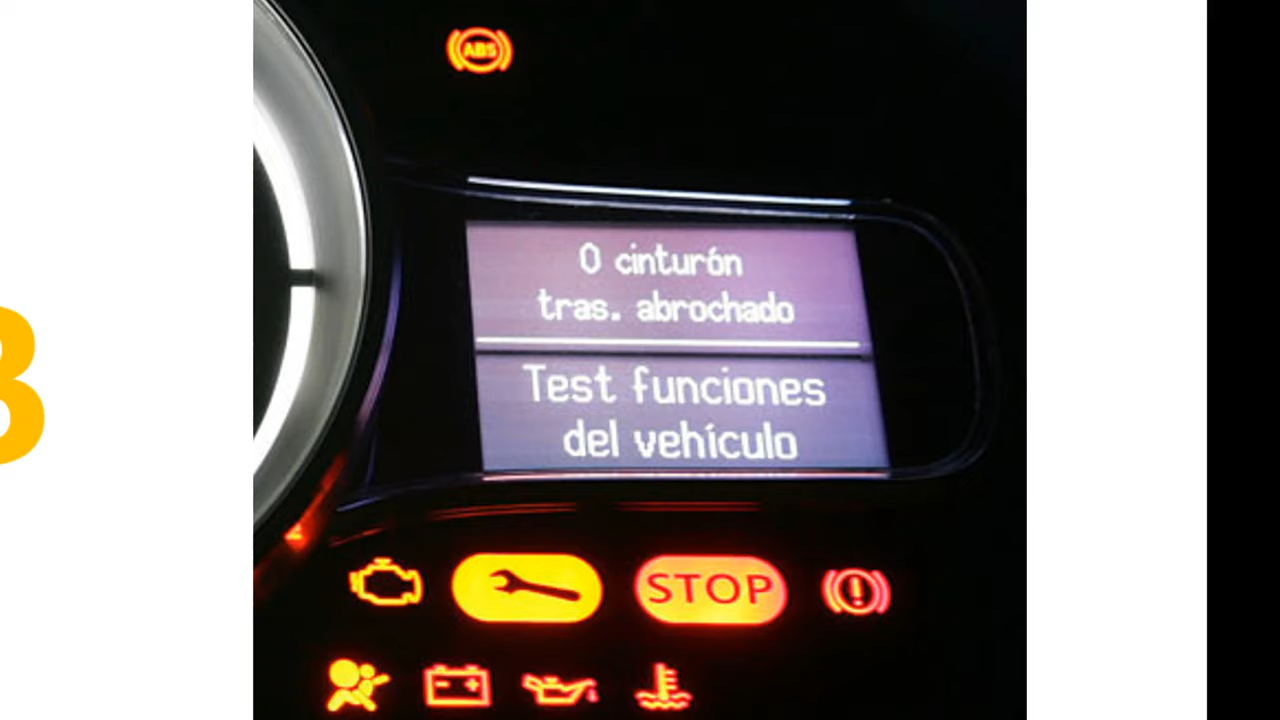 ABS
0 cinturón
tras. abrochado
Test funciones
del vehículo
STOP